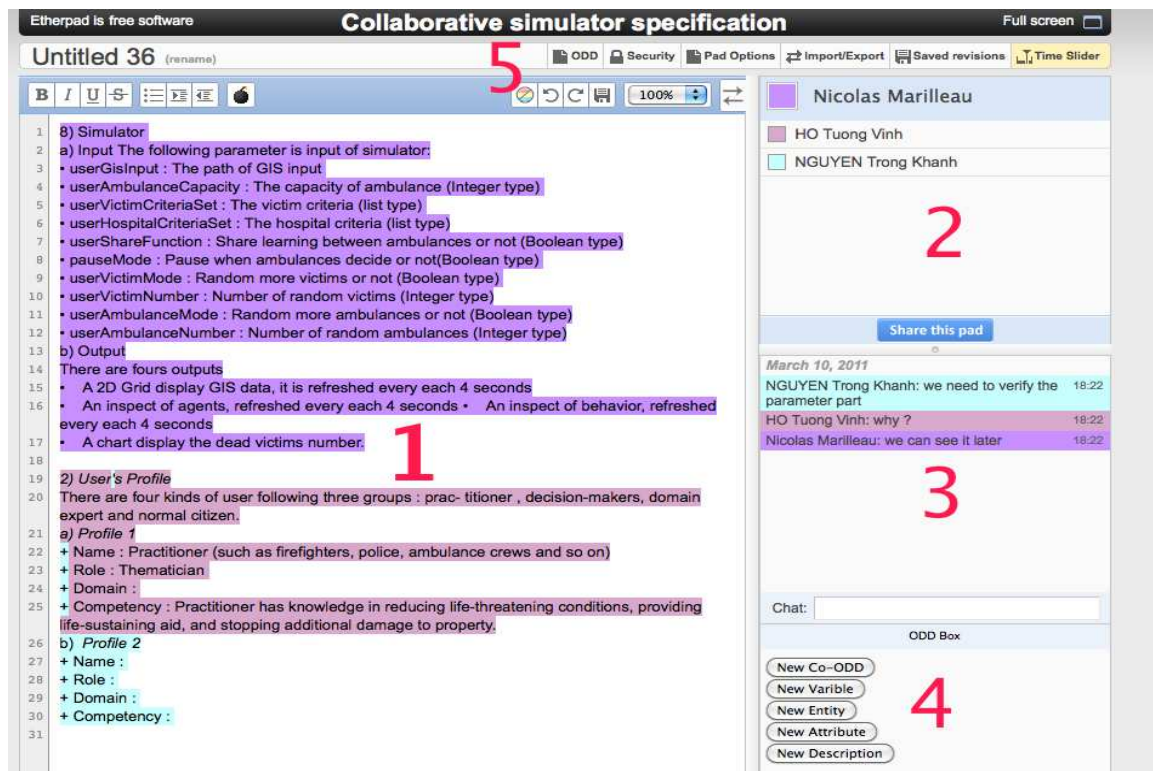 Etherpad is free software
Collaborative simulator specification
Full screen
Untitled 36 (rename)
5
ODD
Security
Pad Options
Import/Export
Saved revisions
Time Slider
B I U S
100%
1 8) Simulator
2 a) Input The following parameter is input of simulator:
3 • userGisInput : The path of GIS input
4 • userAmbulanceCapacity : The capacity of ambulance (Integer type)
5 • userVictimCriteriaSet : The victim criteria (list type)
6 • userHospitalCriteriaSet : The hospital criteria (list type)
7 • userShareFunction : Share learning between ambulances or not (Boolean type)
8 • pauseMode : Pause when ambulances decide or not(Boolean type)
9 • userVictimMode : Random more victims or not (Boolean type)
10 • userVictimNumber : Number of random victims (Integer type)
11 • userAmbulanceMode : Random more ambulances or not (Boolean type)
12 • userAmbulanceNumber : Number of random ambulances (Integer type)
13 b) Output
14 There are fours outputs
15 • A 2D Grid display GIS data, it is refreshed every each 4 seconds
16 • An inspect of agents, refreshed every each 4 seconds • An inspect of behavior, refreshed
every each 4 seconds
17 • A chart display the dead victims number.
18
19 2) User's Profile
20 There are four kinds of user following three groups : prac- titioner , decision-makers, domain
expert and normal citizen.
21 a) Profile 1
22 + Name : Practitioner (such as firefighters, police, ambulance crews and so on)
23 + Role : Thematician
24 + Domain :
25 + Competency : Practitioner has knowledge in reducing life-threatening conditions, providing
life-sustaining aid, and stopping additional damage to property.
26 b) Profile 2
27 + Name :
28 + Role :
29 + Domain :
30 + Competency :
31
1
Nicolas Marilleau
HO Tuong Vinh
NGUYEN Trong Khanh
2
Share this pad
March 10, 2011
NGUYEN Trong Khanh: we need to verify the 18:22
parameter part
HO Tuong Vinh: why ? 18:22
Nicolas Marilleau: we can see it later 18:22
3
Chat:
ODD Box
New Co-ODD
New Varible
New Entity
New Attribute
New Description
4